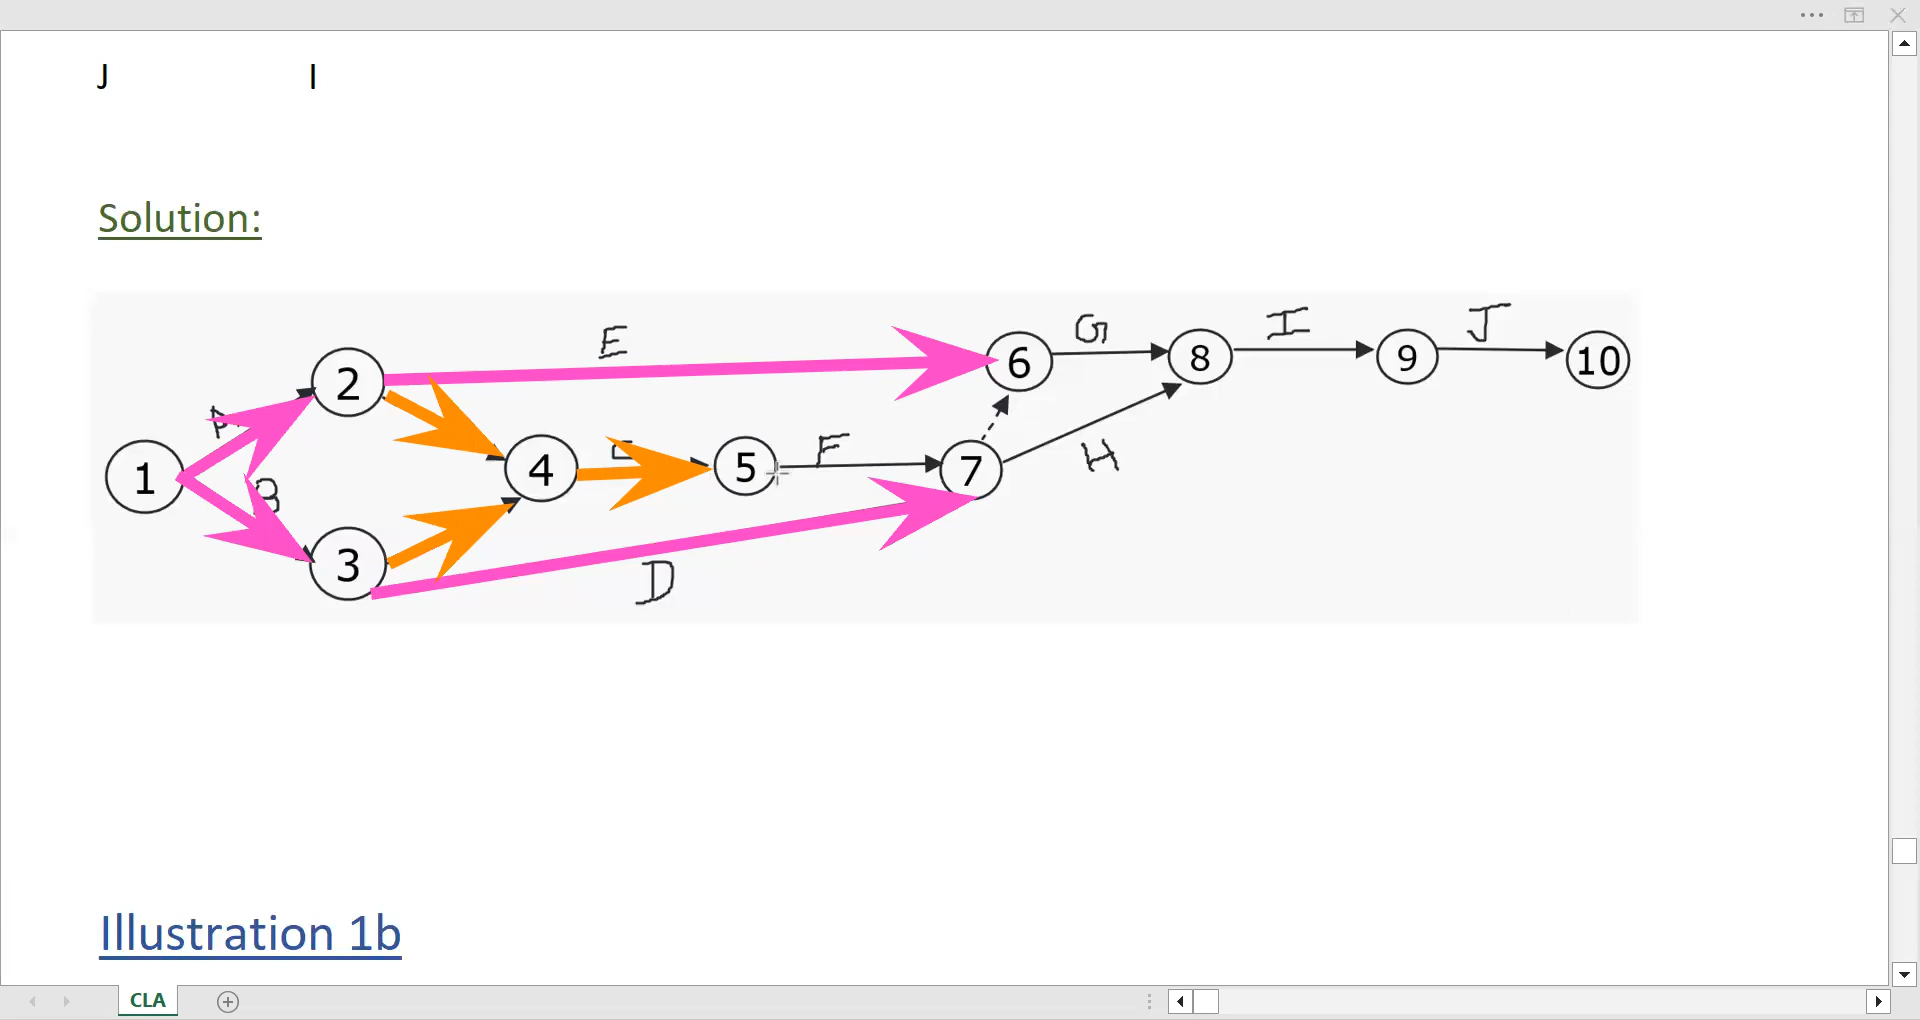 J I
Solution:
E G I J
2 6 8 9 10
B
1 4 5 F 7 H
3
D
Illustration 1b
CLA